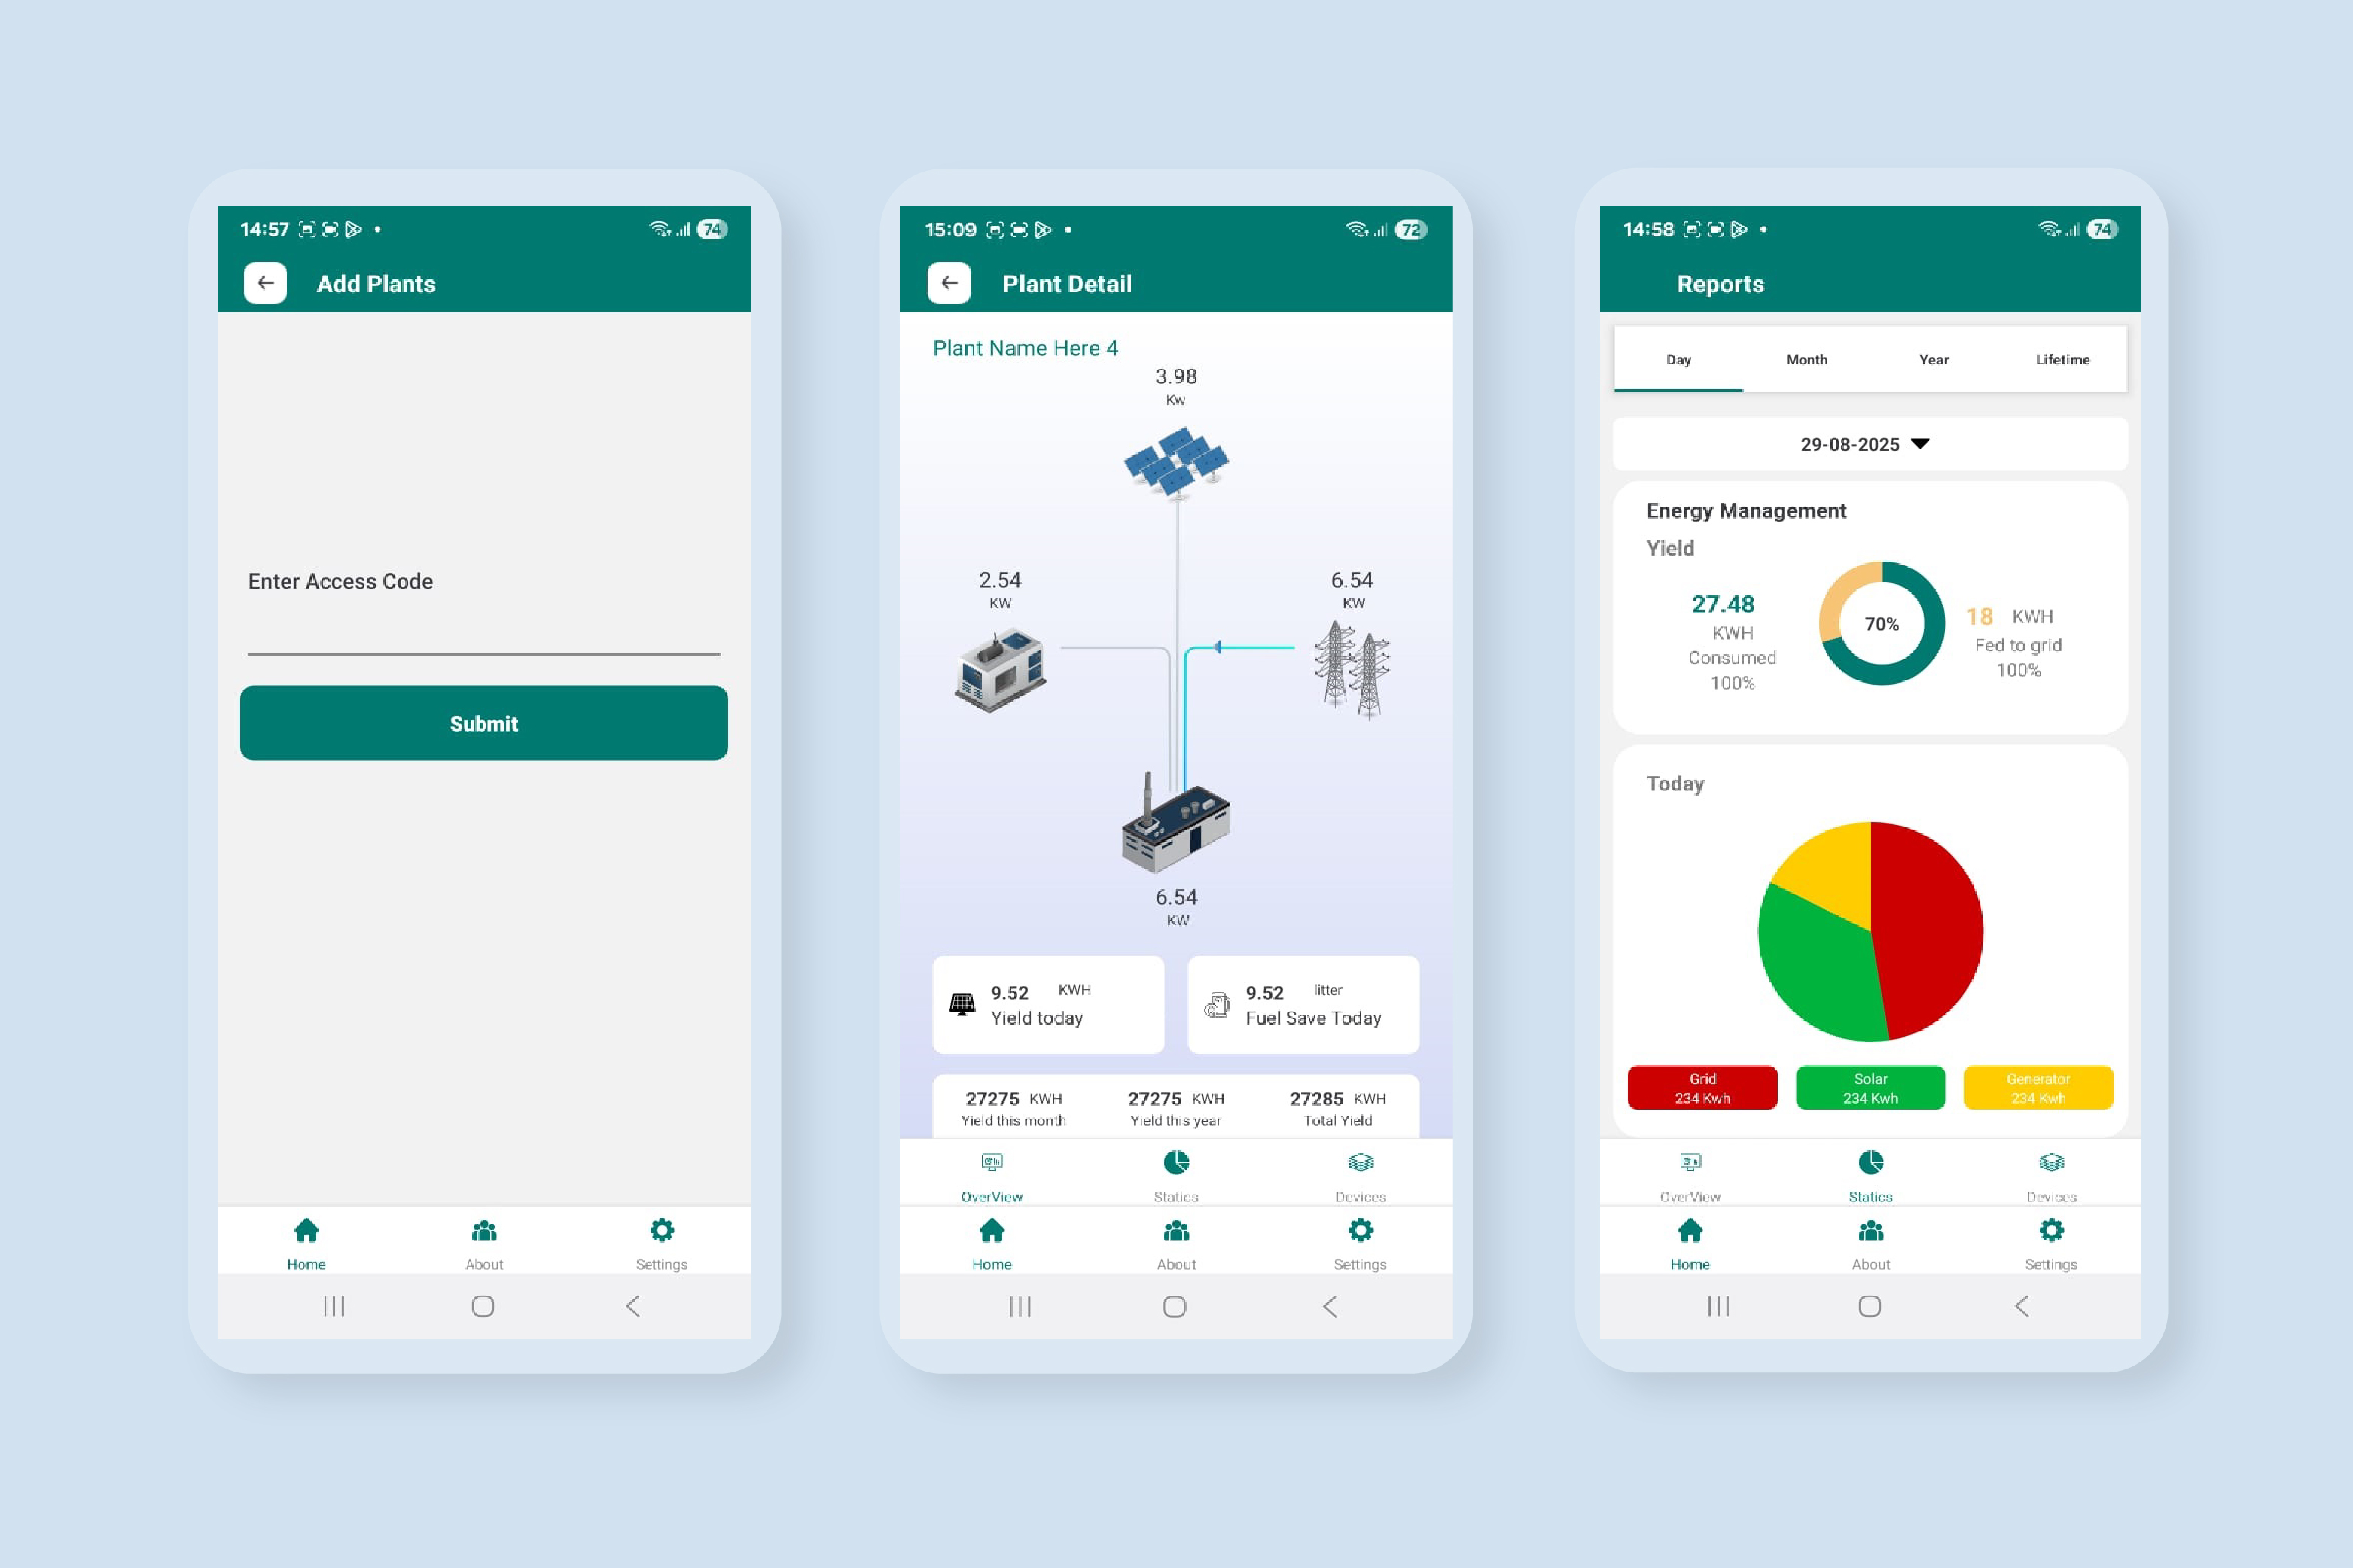 14:57
74
Add Plants
Enter Access Code
Submit
Home
About
Settings
15:09
72
Plant Detail
Plant Name Here 4
3.98
Kw
2.54
KW
6.54
KW
6.54
KW
9.52 KWH
Yield today
9.52 litter
Fuel Save Today
27275 KWH
Yield this month
27275 KWH
Yield this year
27285 KWH
Total Yield
OverView
Statics
Devices
Home
About
Settings
14:58
74
Reports
Day
Month
Year
Lifetime
29-08-2025
Energy Management
Yield
27.48
KWH
Consumed
100%
70%
18 KWH
Fed to grid
100%
Today
Grid
234 Kwh
Solar
234 Kwh
Generator
234 Kwh
OverView
Statics
Devices
Home
About
Settings